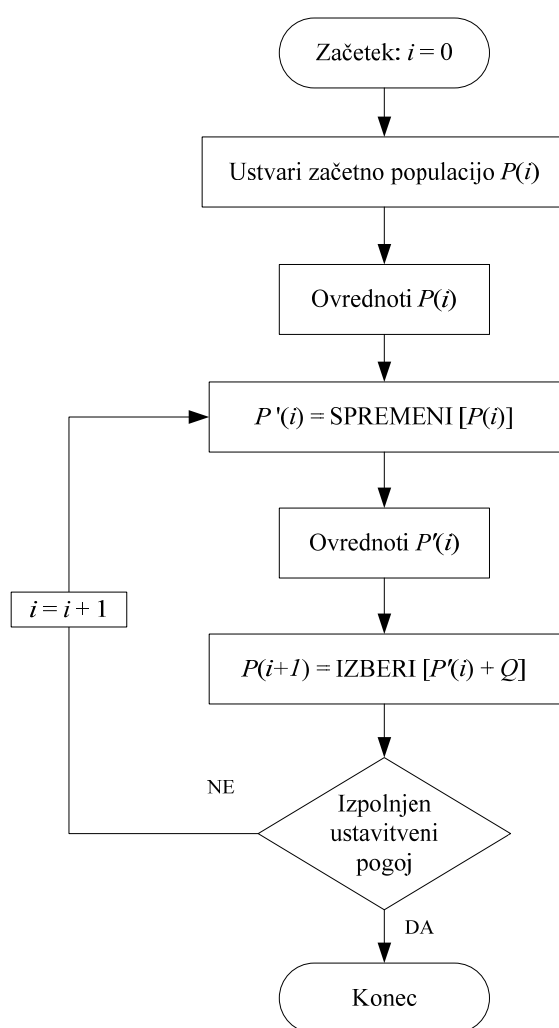 Začetek: i = 0
Ustvari začetno populacijo P(i)
Ovrednoti P(i)
P '(i) = SPREMENI [P(i)]
Ovrednoti P'(i)
i = i + 1
P(i+1) = IZBERI [P'(i) + Q]
NE
Izpolnjen
ustavitveni
pogoj
DA
Konec